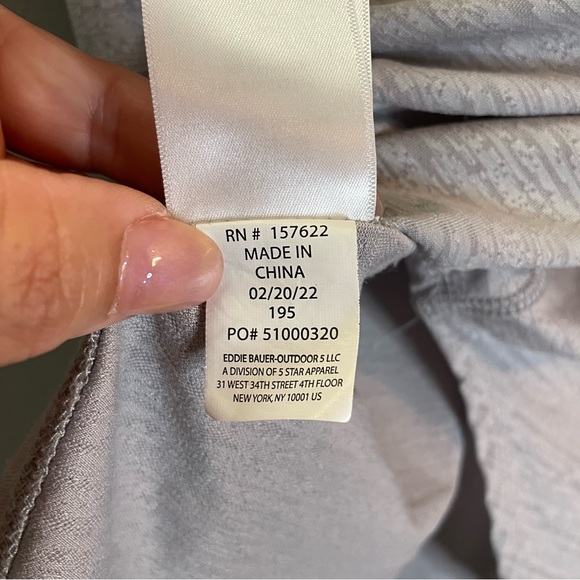 RN # 157622
MADE IN
CHINA
02/20/22
195
PO# 51000320
EDDIE BAUER-OUTDOOR 5 LLC
A DIVISION OF 5 STAR APPAREL
31 WEST 34TH STREET 4TH FLOOR
NEW YORK, NY 10001 US